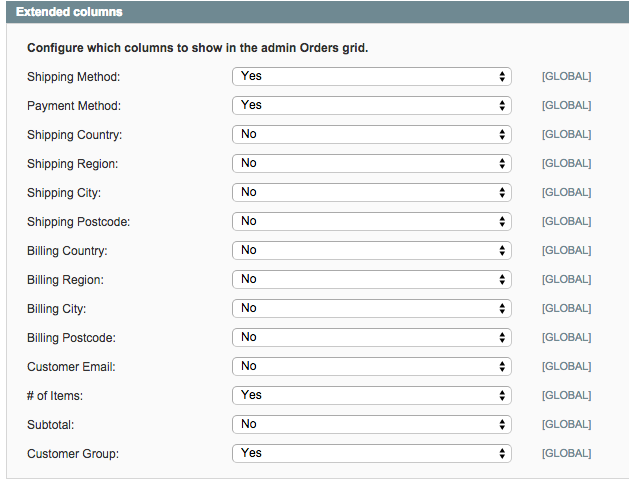 Extended columns
Configure which columns to show in the admin Orders grid.
Shipping Method: Yes [GLOBAL]
Payment Method: Yes [GLOBAL]
Shipping Country: No [GLOBAL]
Shipping Region: No [GLOBAL]
Shipping City: No [GLOBAL]
Shipping Postcode: No [GLOBAL]
Billing Country: No [GLOBAL]
Billing Region: No [GLOBAL]
Billing City: No [GLOBAL]
Billing Postcode: No [GLOBAL]
Customer Email: No [GLOBAL]
# of Items: Yes [GLOBAL]
Subtotal: No [GLOBAL]
Customer Group: Yes [GLOBAL]